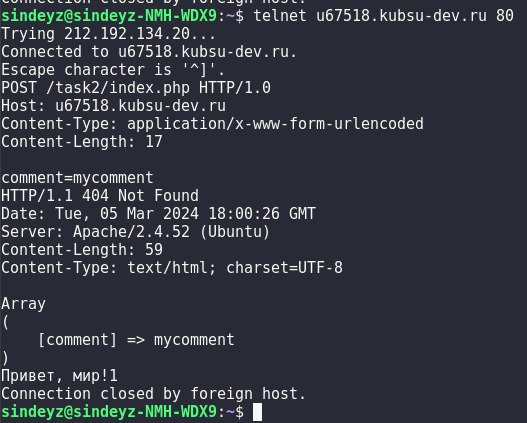 Connection closed by foreign host.
sindeyz@sindeyz-NMH-WDX9:~$ telnet u67518.kubsu-dev.ru 80
Trying 212.192.134.20...
Connected to u67518.kubsu-dev.ru.
Escape character is '^]'.
POST /task2/index.php HTTP/1.0
Host: u67518.kubsu-dev.ru
Content-Type: application/x-www-form-urlencoded
Content-Length: 17

comment=mycomment
HTTP/1.1 404 Not Found
Date: Tue, 05 Mar 2024 18:00:26 GMT
Server: Apache/2.4.52 (Ubuntu)
Content-Length: 59
Content-Type: text/html; charset=UTF-8

Array
(
    [comment] => mycomment
)
Привет, мир!1
Connection closed by foreign host.
sindeyz@sindeyz-NMH-WDX9:~$